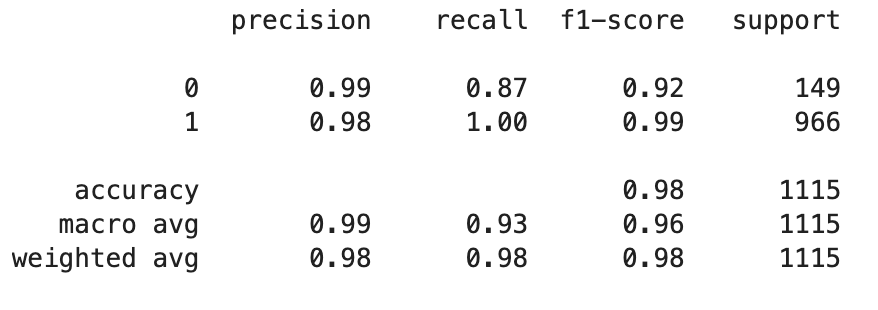 precision recall f1-score support
0 0.99 0.87 0.92 149
1 0.98 1.00 0.99 966
accuracy 0.98 1115
macro avg 0.99 0.93 0.96 1115
weighted avg 0.98 0.98 0.98 1115